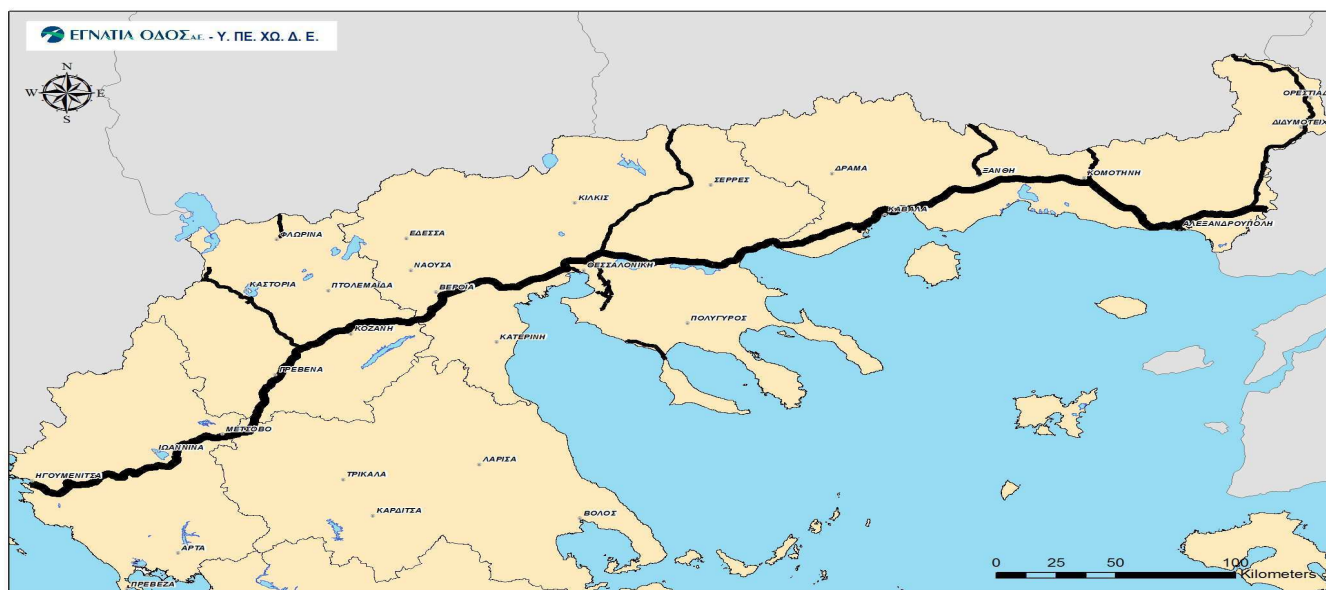 ΕΓΝΑΤΙΑ ΟΔΟΣ Α.Ε. - Υ. ΠΕ. ΧΩ. Δ. Ε.
N
W E
S
ΟΡΕΣΤΙΑΔ
ΔΙΔΥΜΟΤΕΙΧ
ΔΡΑΜΑ
ΞΑΝΘΗ
ΚΟΜΟΤΗΝΗ
ΣΕΡΡΕΣ
ΚΙΛΚΙΣ
ΚΑΒΑΛΑ
ΑΛΕΞΑΝΔΡΟΥΠΟΛΗ
ΦΛΩΡΙΝΑ
ΕΔΕΣΣΑ
ΝΑΟΥΣΑ
ΘΕΣΣΑΛΟΝΙΚΗ
ΚΑΣΤΟΡΙΑ
ΠΤΟΛΕΜΑΪΔΑ
ΒΕΡΟΙΑ
ΠΟΛΥΓΥΡΟΣ
ΚΟΖΑΝΗ
ΚΑΤΕΡΙΝΗ
ΓΡΕΒΕΝΑ
ΜΕΤΣΟΒΟ
ΙΩΑΝΝΙΝΑ
ΗΓΟΥΜΕΝΙΤΣΑ
ΛΑΡΙΣΑ
ΤΡΙΚΑΛΑ
ΚΑΡΔΙΤΣΑ
ΒΟΛΟΣ
ΑΡΤΑ
ΠΡΕΒΕΖΑ
0 25 50 100
Kilometers